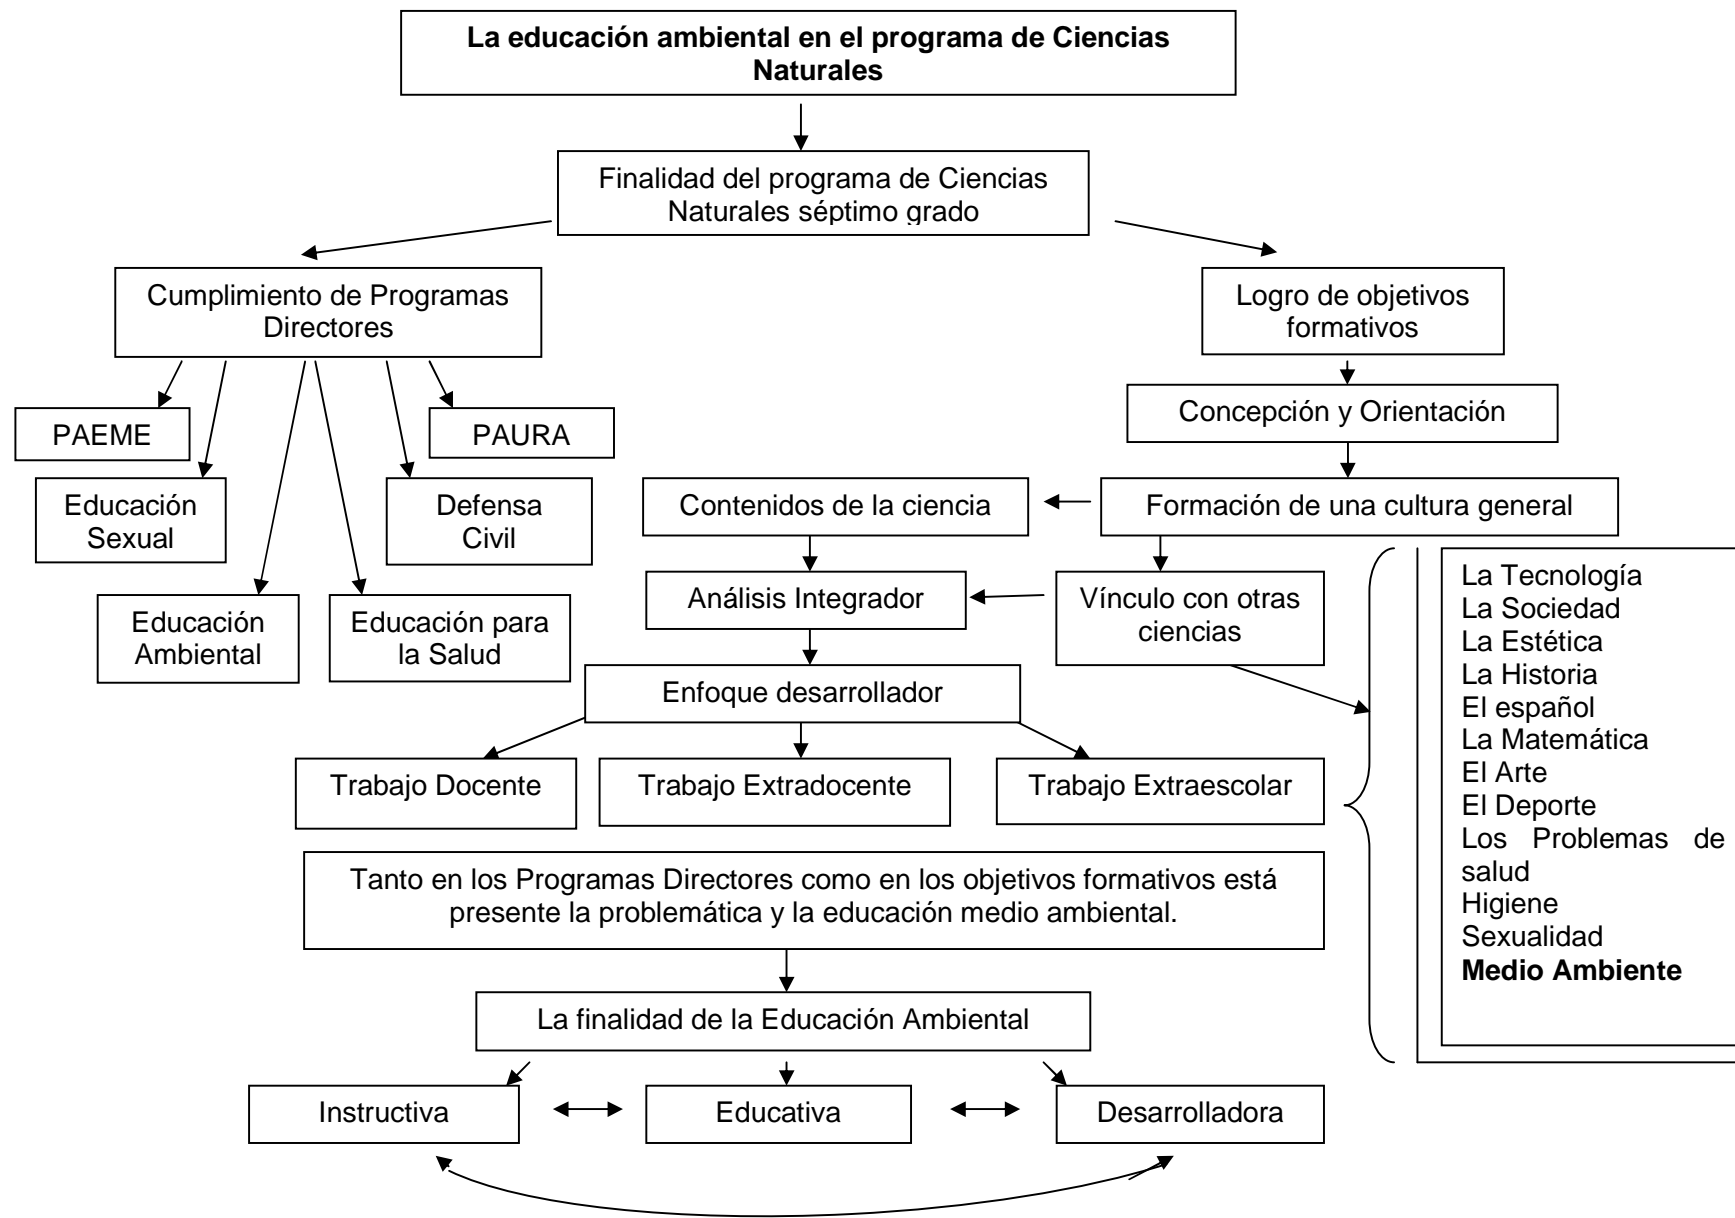 La educación ambiental en el programa de Ciencias
Naturales
Finalidad del programa de Ciencias
Naturales séptimo grado
Cumplimiento de Programas
Directores
Logro de objetivos
formativos
PAEME
PAURA
Concepción y Orientación
Educación
Sexual
Defensa
Civil
Contenidos de la ciencia
Formación de una cultura general
Educación
Ambiental
Educación para
la Salud
Análisis Integrador
Vínculo con otras
ciencias
Enfoque desarrollador
Trabajo Docente
Trabajo Extradocente
Trabajo Extraescolar
La Tecnología
La Sociedad
La Estética
La Historia
El español
La Matemática
El Arte
El Deporte
Los Problemas de
salud
Higiene
Sexualidad
Medio Ambiente
Tanto en los Programas Directores como en los objetivos formativos está
presente la problemática y la educación medio ambiental.
La finalidad de la Educación Ambiental
Instructiva
Educativa
Desarrolladora